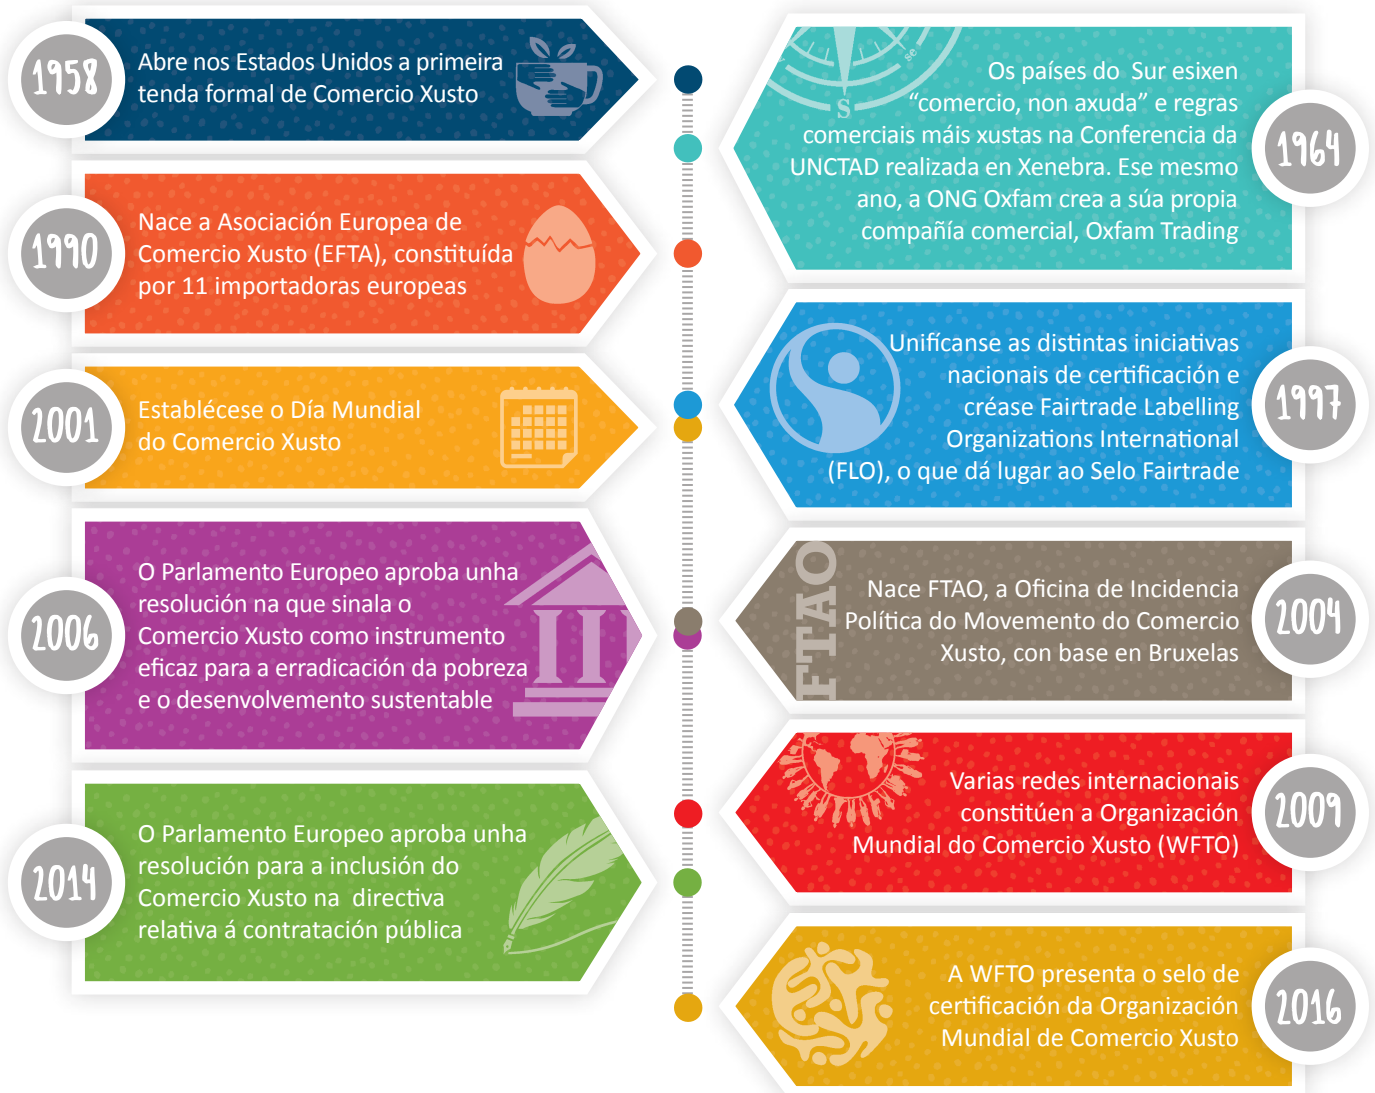 1958
Abre nos Estados Unidos a primeira
tenda formal de Comercio Xusto
S
se
Os países do  Sur esixen
“comercio, non axuda” e regras
comerciais máis xustas na Conferencia da
UNCTAD realizada en Xenebra. Ese mesmo
ano, a ONG Oxfam crea a súa propia
compañía comercial, Oxfam Trading
1964
1990
Nace a Asociación Europea de
Comercio Xusto (EFTA), constituída
por 11 importadoras europeas
Unifícanse as distintas iniciativas
nacionais de certificación e
créase Fairtrade Labelling
Organizations International
(FLO), o que dá lugar ao Selo Fairtrade
1997
2001
Establécese o Día Mundial
do Comercio Xusto
FTAO
Nace FTAO, a Oficina de Incidencia
Política do Movemento do Comercio
Xusto, con base en Bruxelas
2004
2006
O Parlamento Europeo aproba unha
resolución na que sinala o
Comercio Xusto como instrumento
eficaz para a erradicación da pobreza
e o desenvolvemento sustentable
Varias redes internacionais
constitúen a Organización
Mundial do Comercio Xusto (WFTO)
2009
2014
O Parlamento Europeo aproba unha
resolución para a inclusión do
Comercio Xusto na  directiva
relativa á contratación pública
A WFTO presenta o selo de
certificación da Organización
Mundial de Comercio Xusto
2016